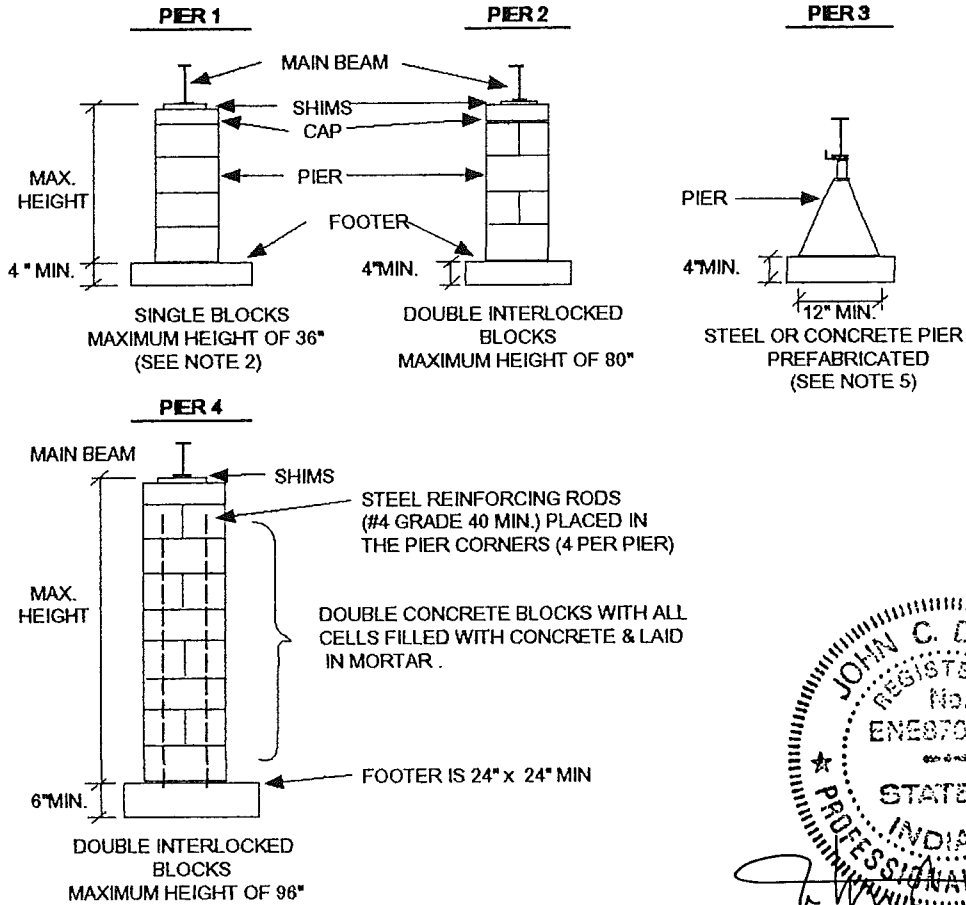 PIER 1
PIER 2
PIER 3
MAIN BEAM
SHIMS
CAP
PIER
FOOTER
MAX.
HEIGHT
4 " MIN.
4"MIN.
SINGLE BLOCKS
MAXIMUM HEIGHT OF 36"
(SEE NOTE 2)
DOUBLE INTERLOCKED
BLOCKS
MAXIMUM HEIGHT OF 80"
PIER
4"MIN.
12" MIN.
STEEL OR CONCRETE PIER
PREFABRICATED
(SEE NOTE 5)
PIER 4
MAIN BEAM
SHIMS
STEEL REINFORCING RODS
(#4 GRADE 40 MIN.) PLACED IN
THE PIER CORNERS (4 PER PIER)
MAX.
HEIGHT
DOUBLE CONCRETE BLOCKS WITH ALL
CELLS FILLED WITH CONCRETE & LAID
IN MORTAR .
FOOTER IS 24" x 24" MIN
6"MIN.
DOUBLE INTERLOCKED
BLOCKS
MAXIMUM HEIGHT OF 96"
JOHN C.
No.
STATE